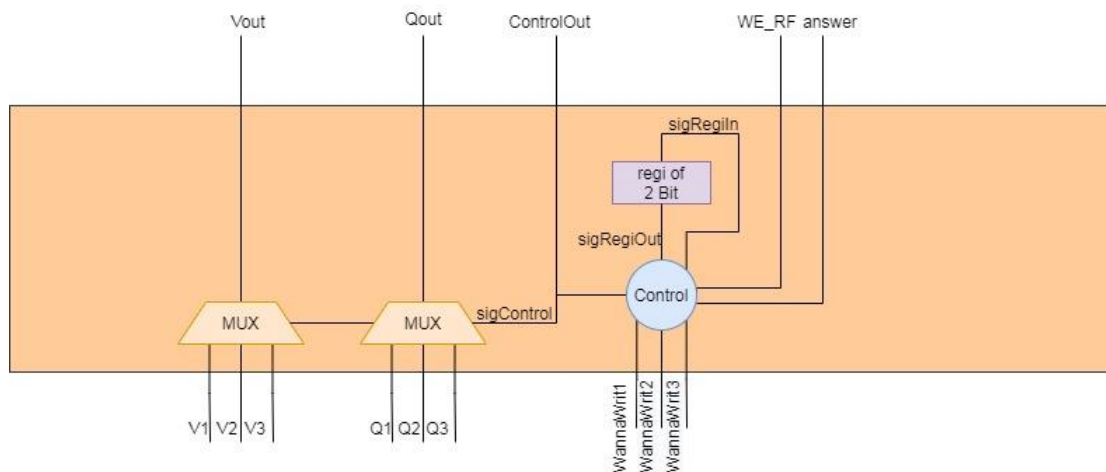 Vout
Qout
ControlOut
WE_RF answer
sigRegiIn
regi of
2 Bit
sigRegiOut
Control
MUX
MUX
sigControl
V1 V2 V3
Q1 Q2 Q3
WannaWrit1
WannaWrit2
WannaWrit3